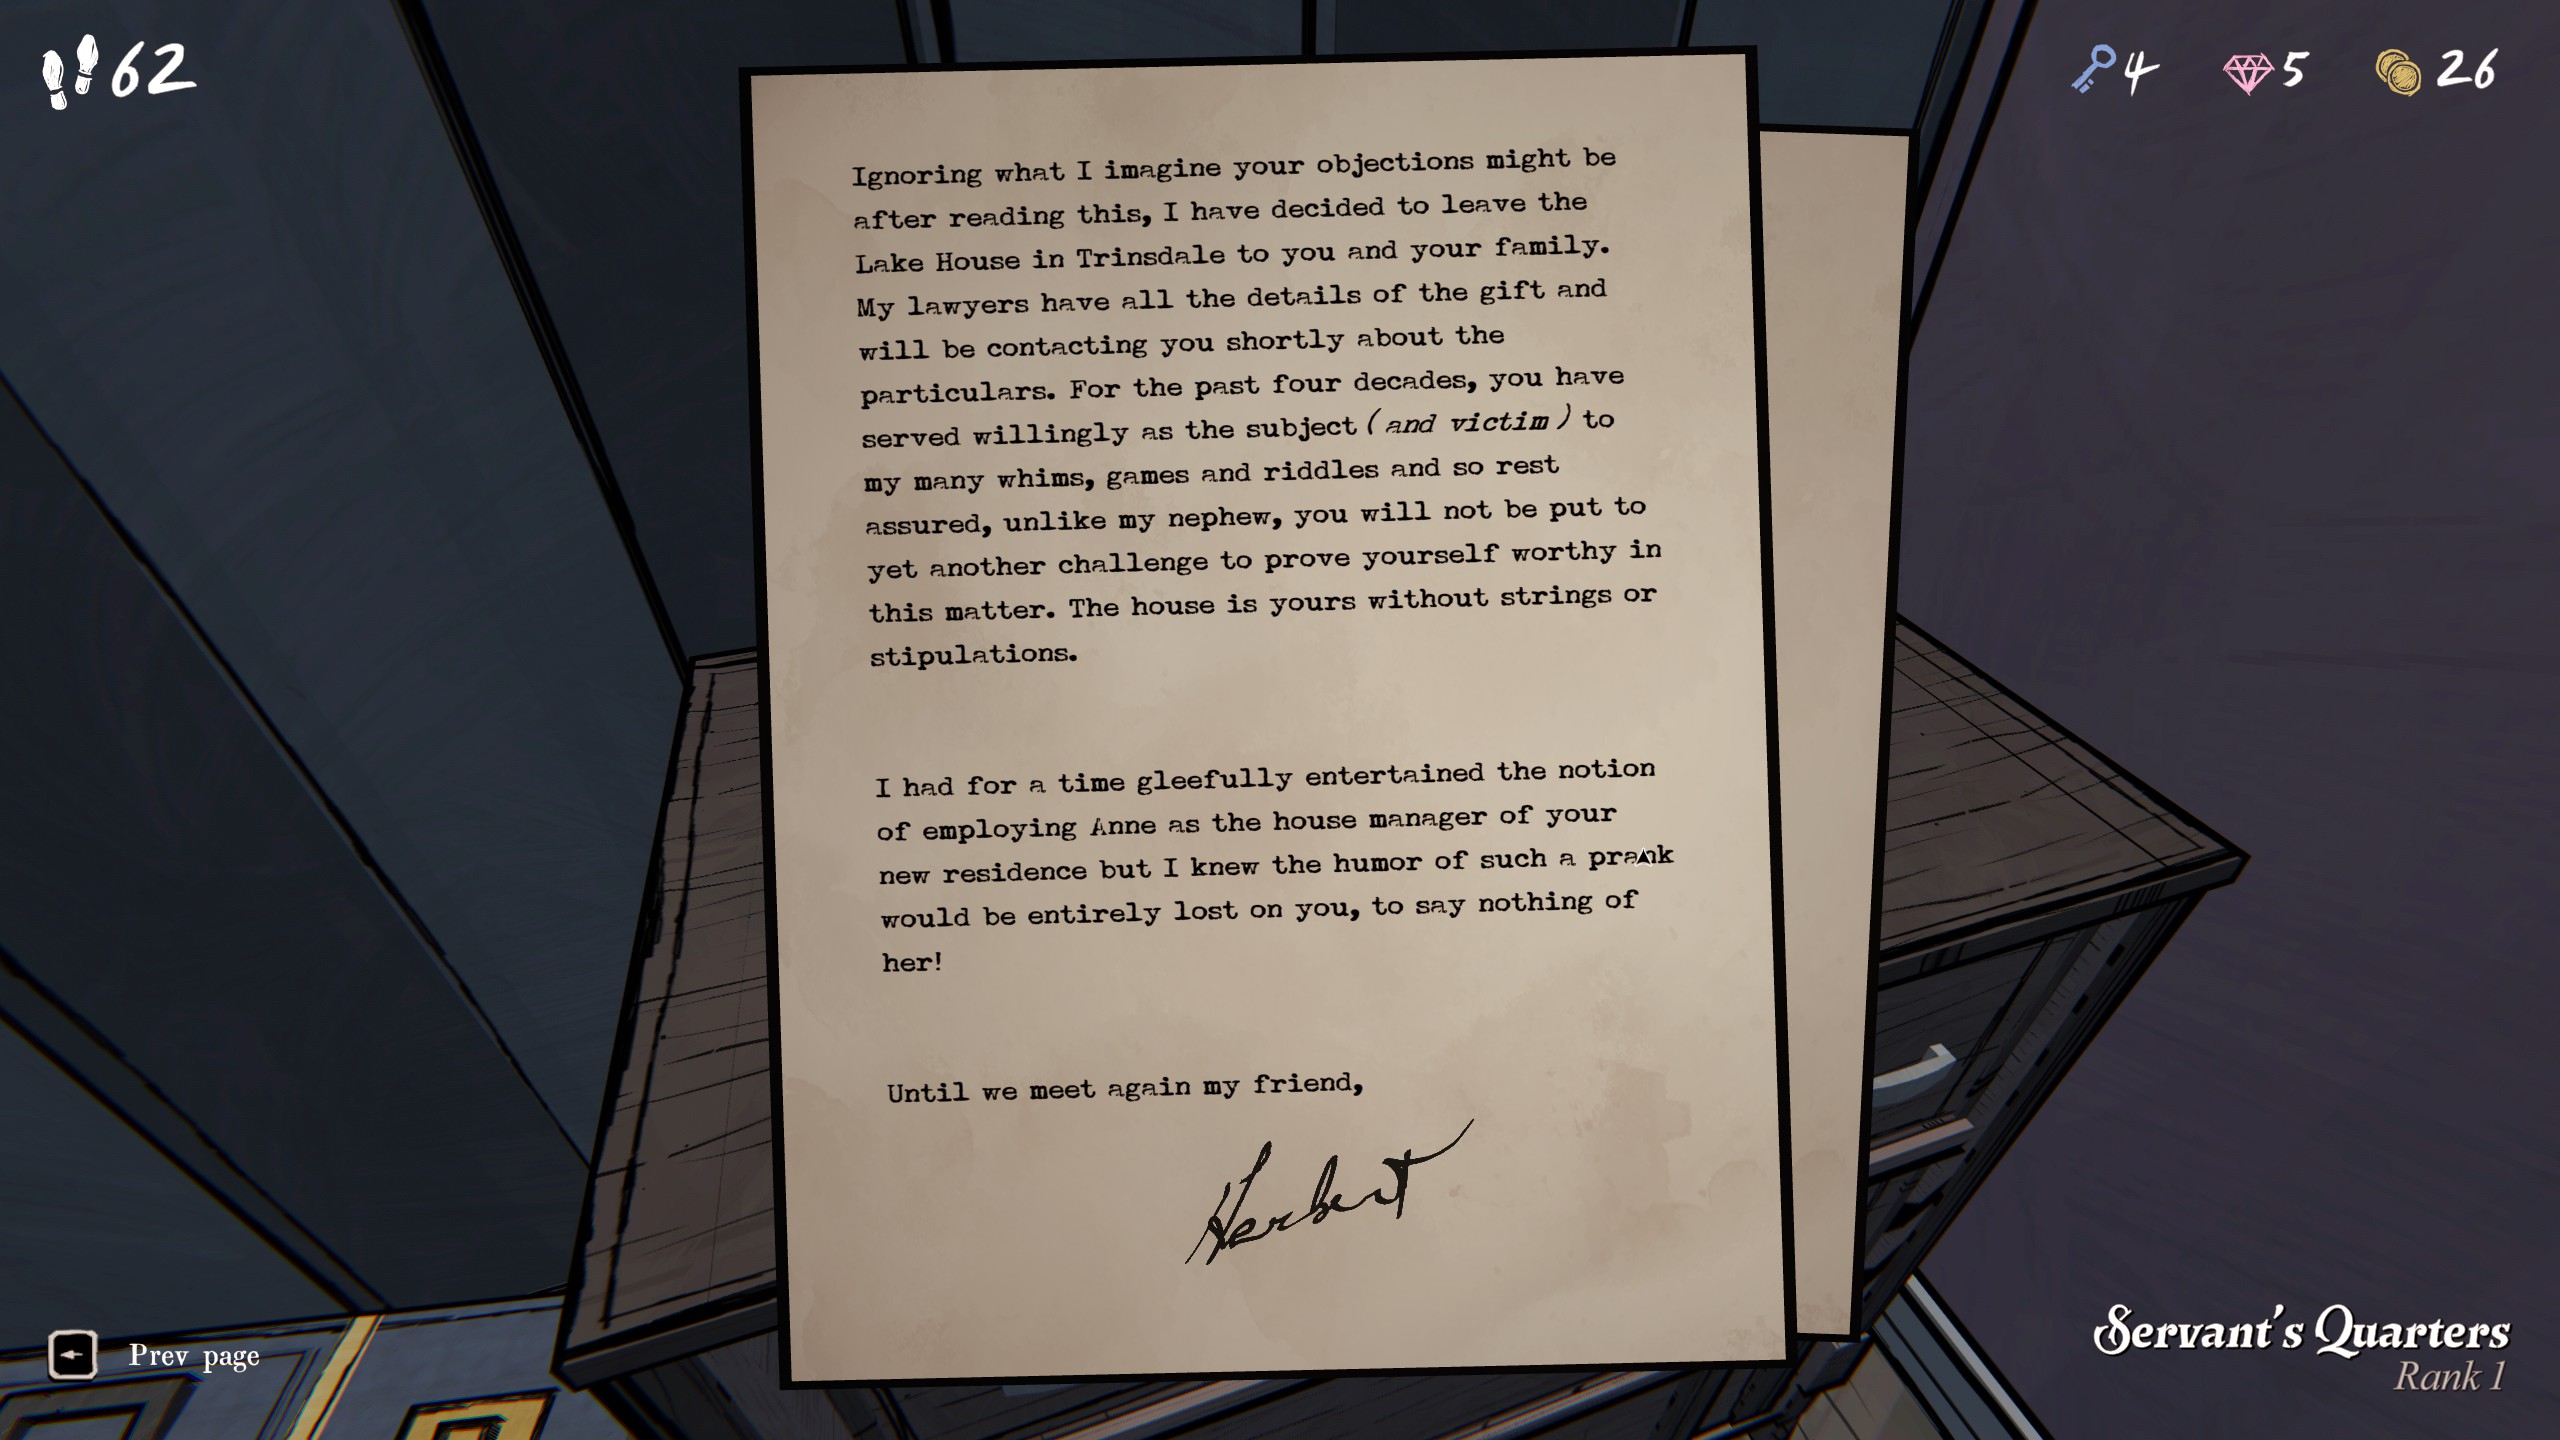 62
4
5
26
Ignoring what I imagine your objections might be
after reading this, I have decided to leave the
Lake House in Trinsdale to you and your family.
My lawyers have all the details of the gift and
will be contacting you shortly about the
particulars. For the past four decades, you have
served willingly as the subject (and victim) to
my many whims, games and riddles and so rest
assured, unlike my nephew, you will not be put to
yet another challenge to prove yourself worthy in
this matter. The house is yours without strings or
stipulations.
I had for a time gleefully entertained the notion
of employing Anne as the house manager of your
new residence but I knew the humor of such a prank
would be entirely lost on you, to say nothing of
her!
Until we meet again my friend,
Herbert
Prev page
Servant's Quarters
Rank 1